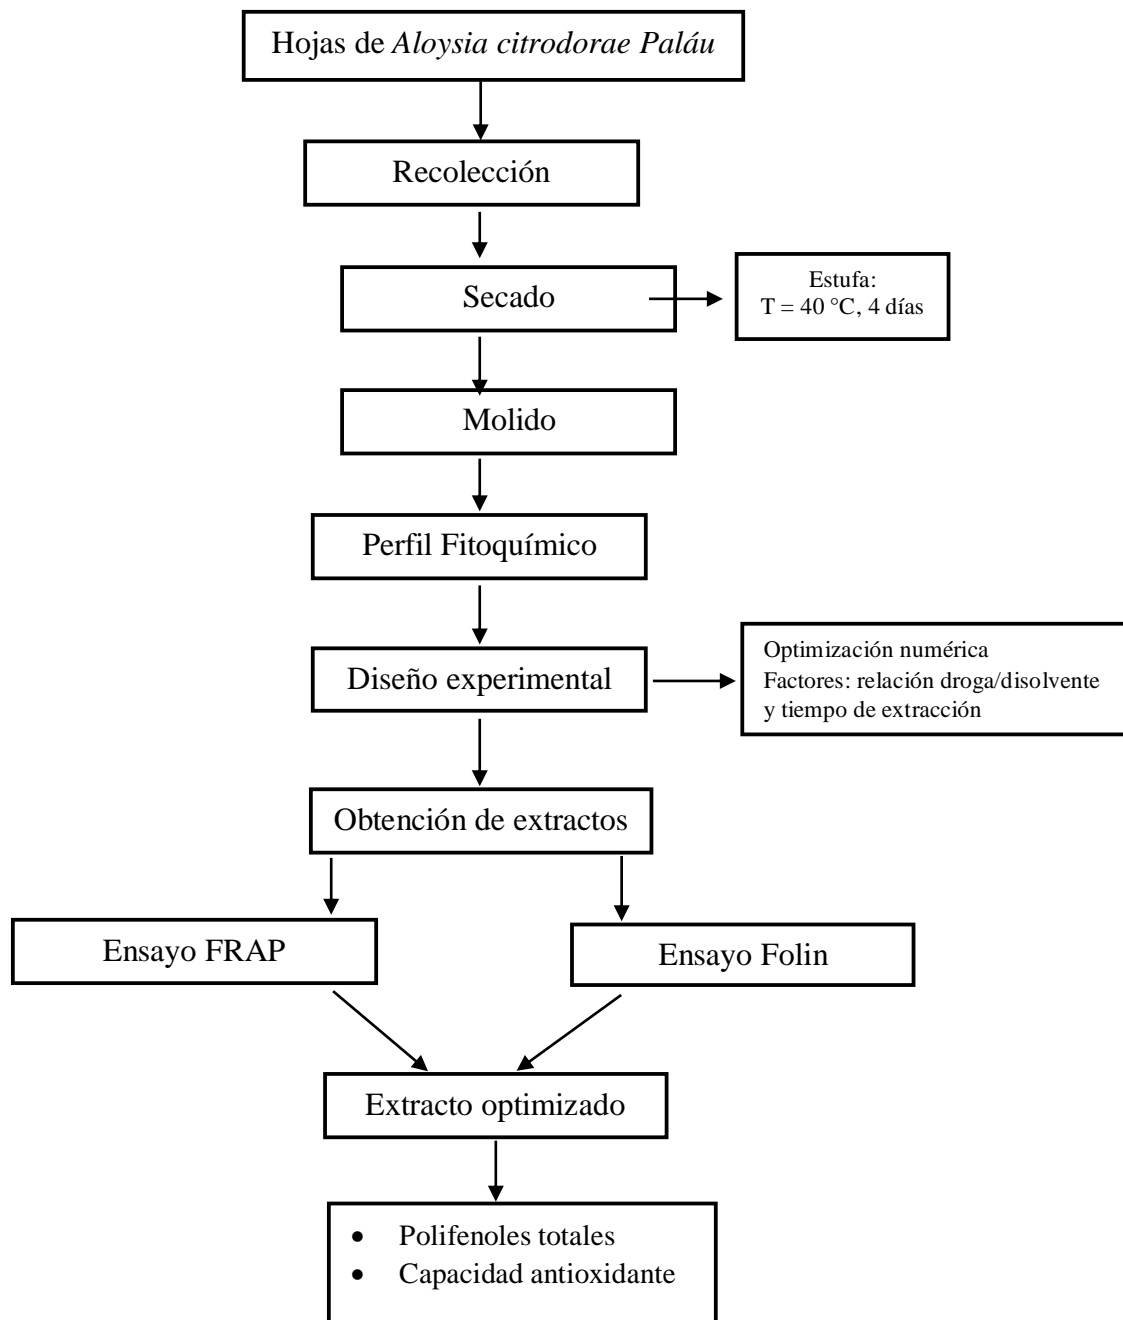 Hojas de Aloysia citrodorae Paláu
Recolección
Secado
Estufa:
T = 40 °C, 4 días
Molido
Perfil Fitoquímico
Diseño experimental
Optimización numérica
Factores: relación droga/disolvente
y tiempo de extracción
Obtención de extractos
Ensayo FRAP
Ensayo Folin
Extracto optimizado
• Polifenoles totales
• Capacidad antioxidante